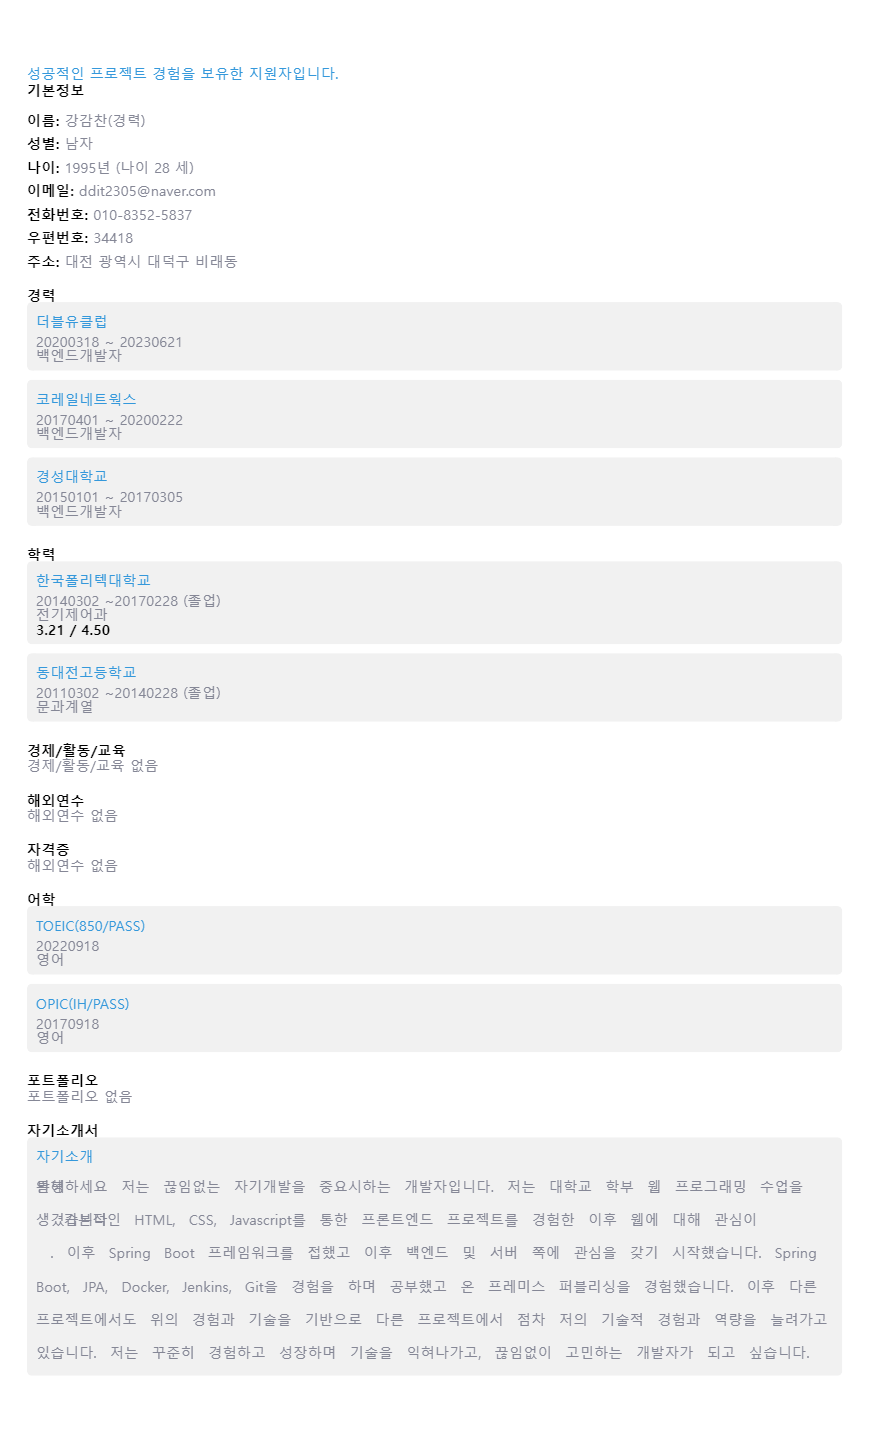 성공적인 프로젝트 경험을 보유한 지원자입니다.
기본정보
이름: 강감찬(경력)
성별: 남자
나이: 1995년 (나이 28 세)
이메일: ddit2305@naver.com
전화번호: 010-8352-5837
우편번호: 34418
주소: 대전 광역시 대덕구 비래동
경력
더블유클럽
20200318 ~ 20230621
백엔드개발자
코레일네트웍스
20170401 ~ 20200222
백엔드개발자
경성대학교
20150101 ~ 20170305
백엔드개발자
학력
한국폴리텍대학교
20140302 ~20170228 (졸업)
전기제어과
3.21 / 4.50
동대전고등학교
20110302 ~20140228 (졸업)
문과계열
경제/활동/교육
경제/활동/교육 없음
해외연수
해외연수 없음
자격증
해외연수 없음
어학
TOEIC(850/PASS)
20220918
영어
OPIC(IH/PASS)
20170918
영어
포트폴리오
포트폴리오 없음
자기소개서
자기소개
저는 끊임없는 자기개발을 중요시하는 개발자입니다. 저는 대학교 학부 웹 프로그래밍 수업을
HTML, CSS, Javascript를 통한 프론트엔드 프로젝트를 경험한 이후 웹에 대해 관심이
. 이후 Spring Boot 프레임워크를 접했고 이후 백엔드 및 서버 쪽에 관심을 갖기 시작했습니다. Spring
Boot, JPA, Docker, Jenkins, Git을 경험을 하며 공부했고 온 프레미스 퍼블리싱을 경험했습니다. 이후 다른
프로젝트에서도 위의 경험과 기술을 기반으로 다른 프로젝트에서 점차 저의 기술적 경험과 역량을 늘려가고
있습니다. 저는 꾸준히 경험하고 성장하며 기술을 익혀나가고, 끊임없이 고민하는 개발자가 되고 싶습니다.